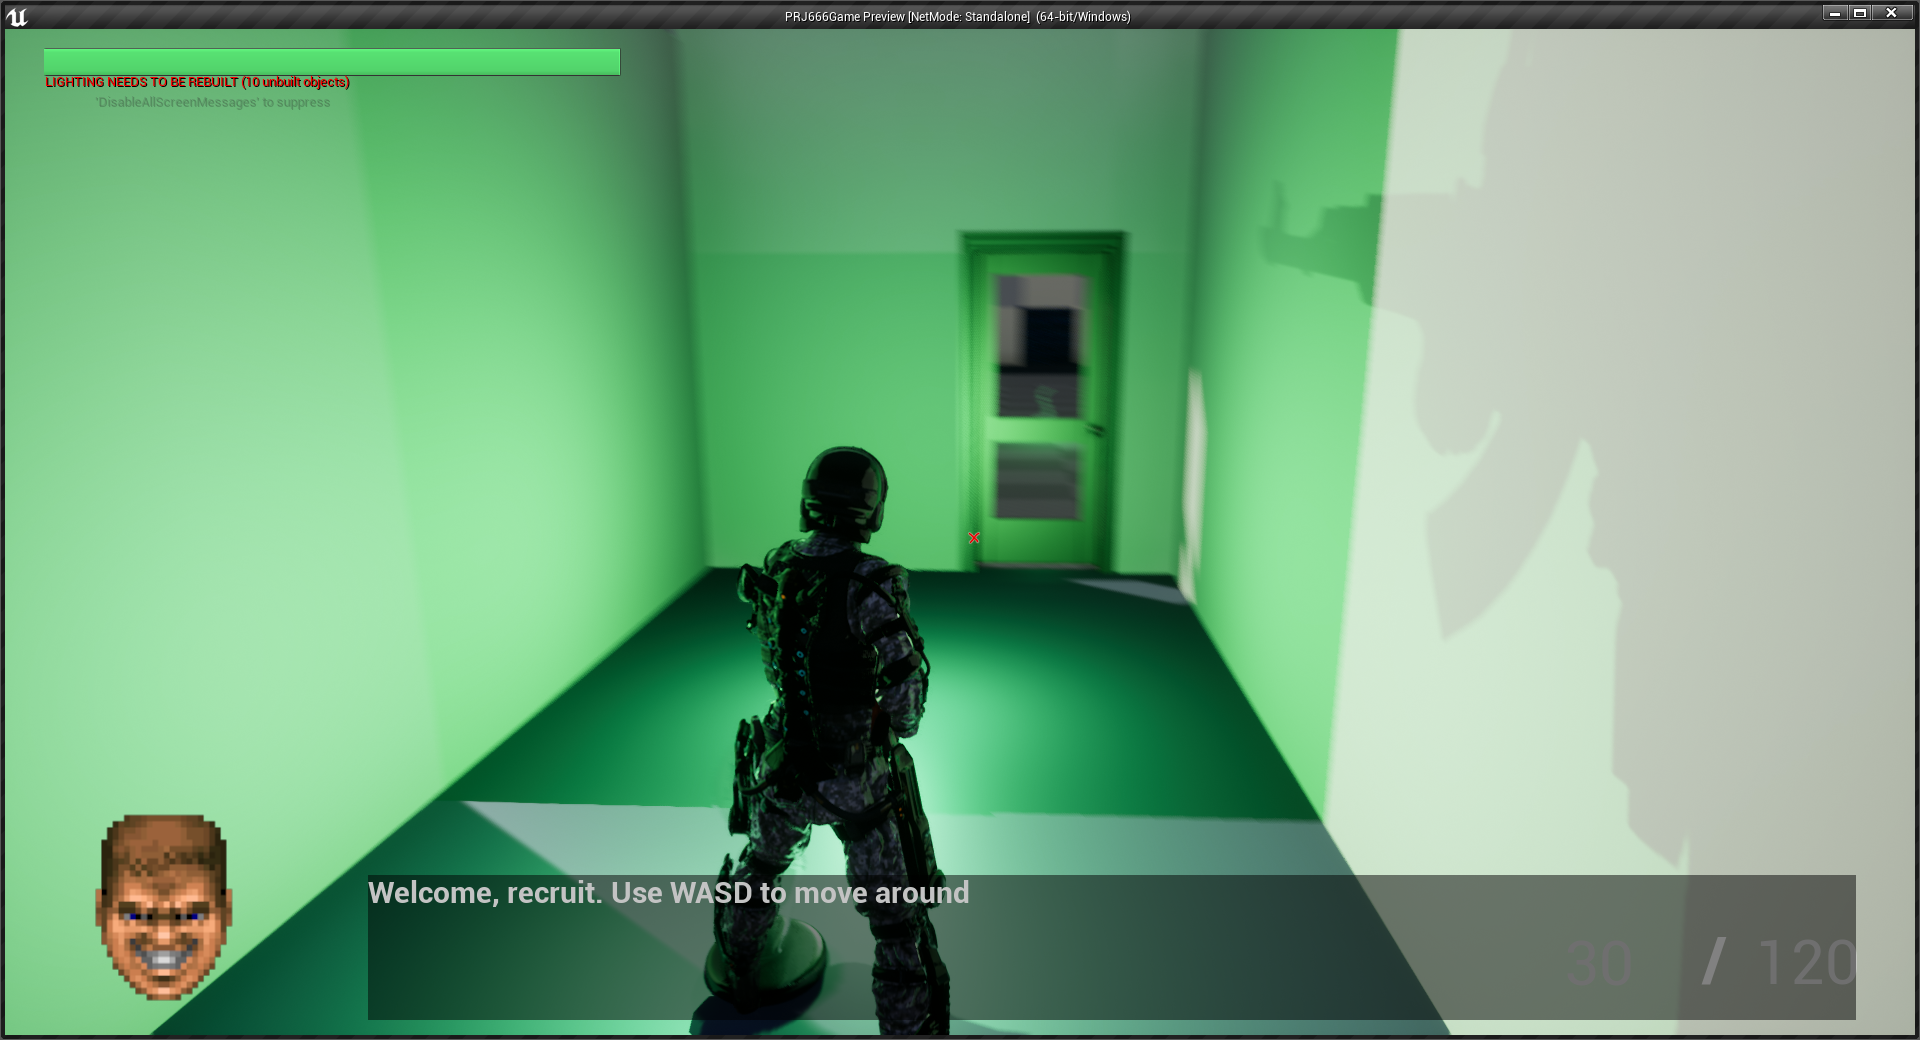 PRJ666Game Preview [NetMode: Standalone] (64-bit/Windows)
LIGHTING NEEDS TO BE REBUILT (10 unbuilt objects)
'DisableAllScreenMessages' to suppress
Welcome, recruit. Use WASD to move around
30 / 120